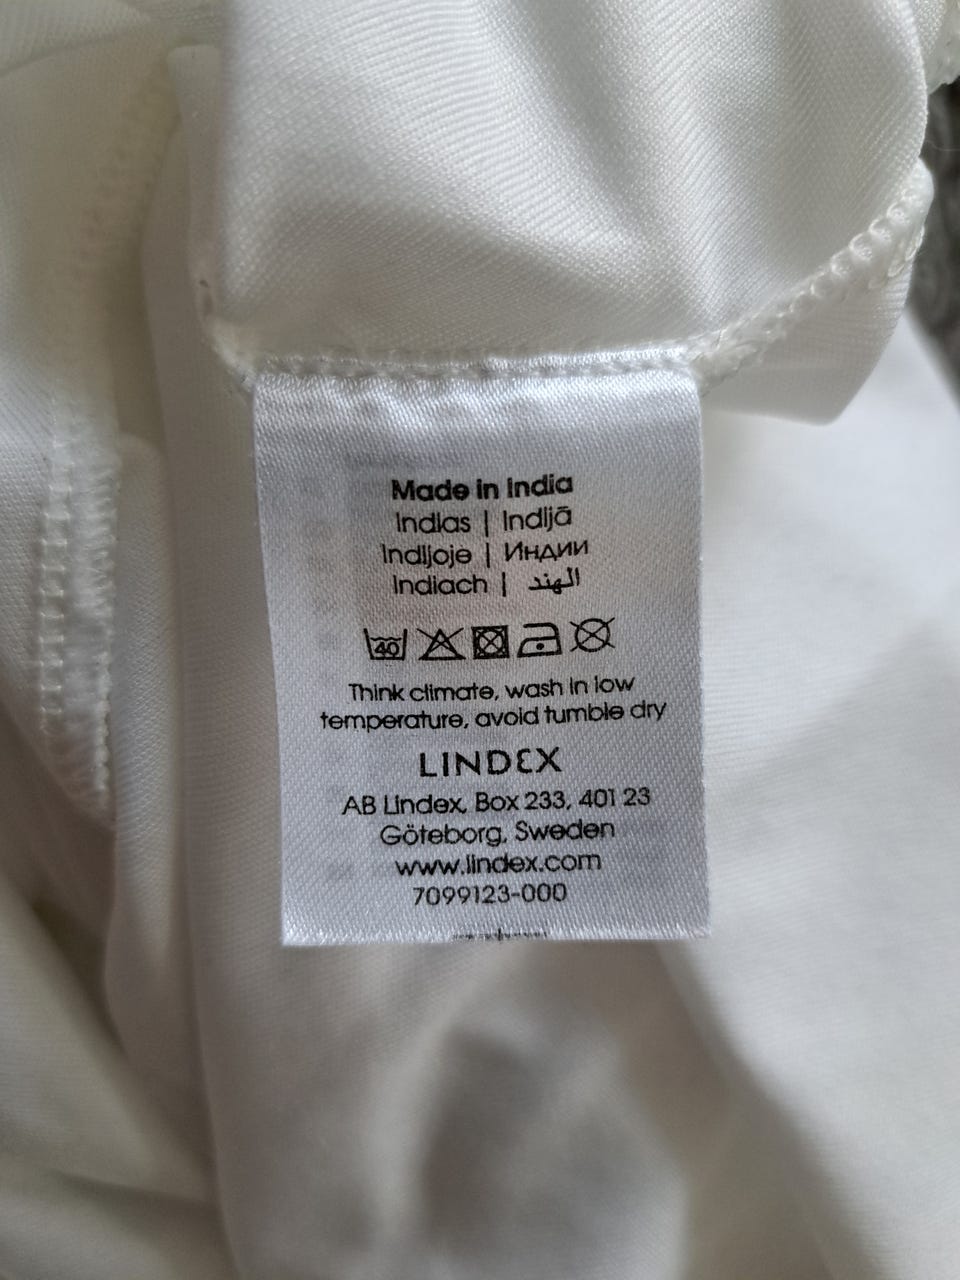 Made in India
Indias | Indijā
Indijoje | Индии
Indiach | الهند
40
Think climate, wash in low
temperature, avoid tumble dry
LINDEX
AB Lindex, Box 233, 401 23
Göteborg, Sweden
www.lindex.com
7099123-000